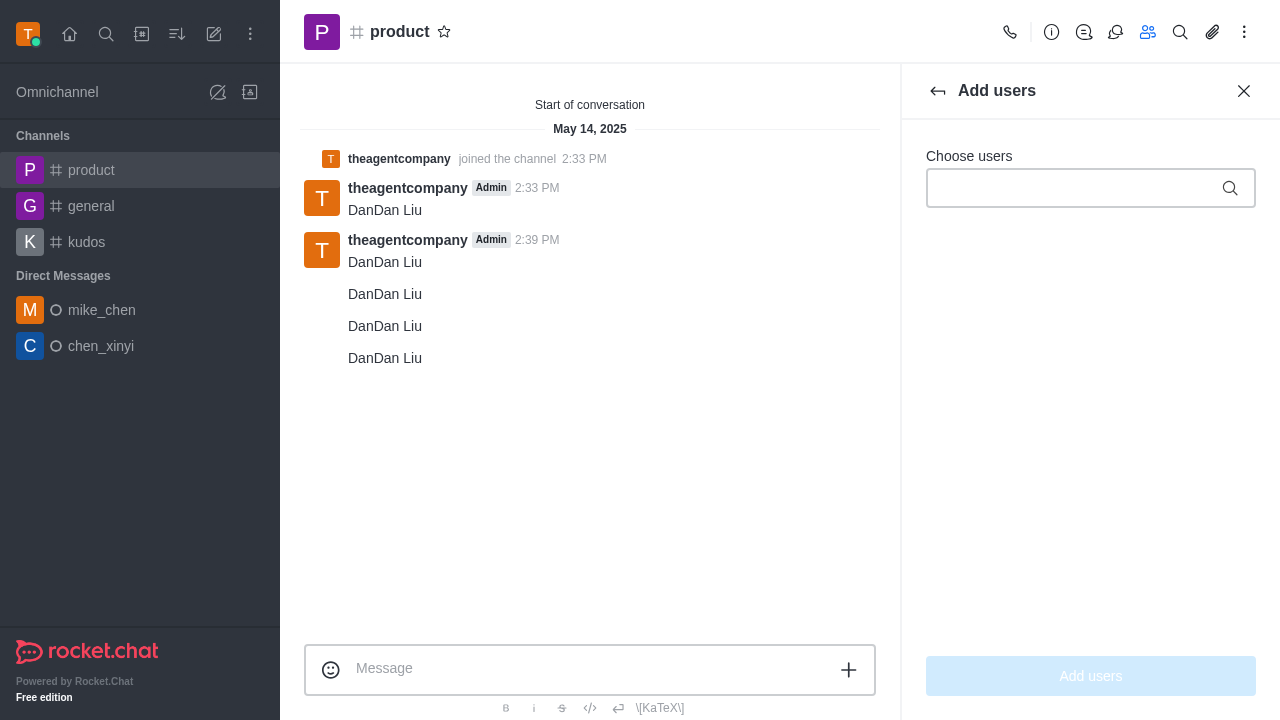 T
Omnichannel
Channels
P product
G general
K kudos
Direct Messages
M mike_chen
C chen_xinyi
rocket.chat
Powered by Rocket.Chat
Free edition
P product
Start of conversation
May 14, 2025
T theagentcompany joined the channel 2:33 PM
T theagentcompany Admin 2:33 PM
DanDan Liu
T theagentcompany Admin 2:39 PM
DanDan Liu
DanDan Liu
DanDan Liu
DanDan Liu
Message
B i S \[KaTeX\]
Add users
Choose users
Add users